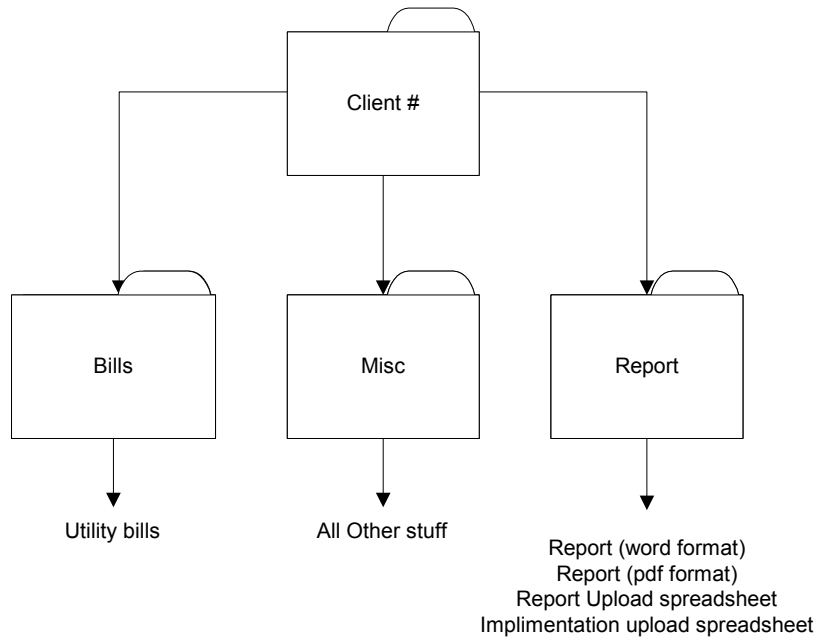 Client #
Bills
Misc
Report
Utility bills
All Other stuff
Report (word format)
Report (pdf format)
Report Upload spreadsheet
Implimentation upload spreadsheet